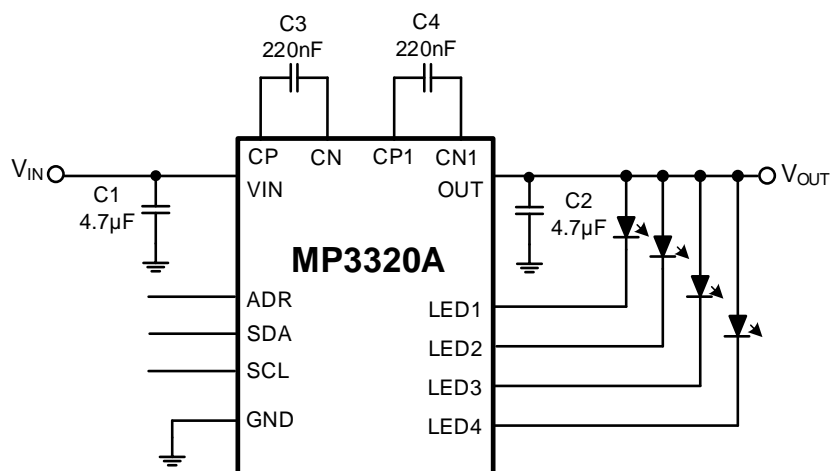 C3
220nF
C4
220nF
CP
CN
CP1
CN1
VIN
VIN
OUT
VOUT
C1
4.7µF
C2
4.7µF
MP3320A
ADR
SDA
SCL
GND
LED1
LED2
LED3
LED4